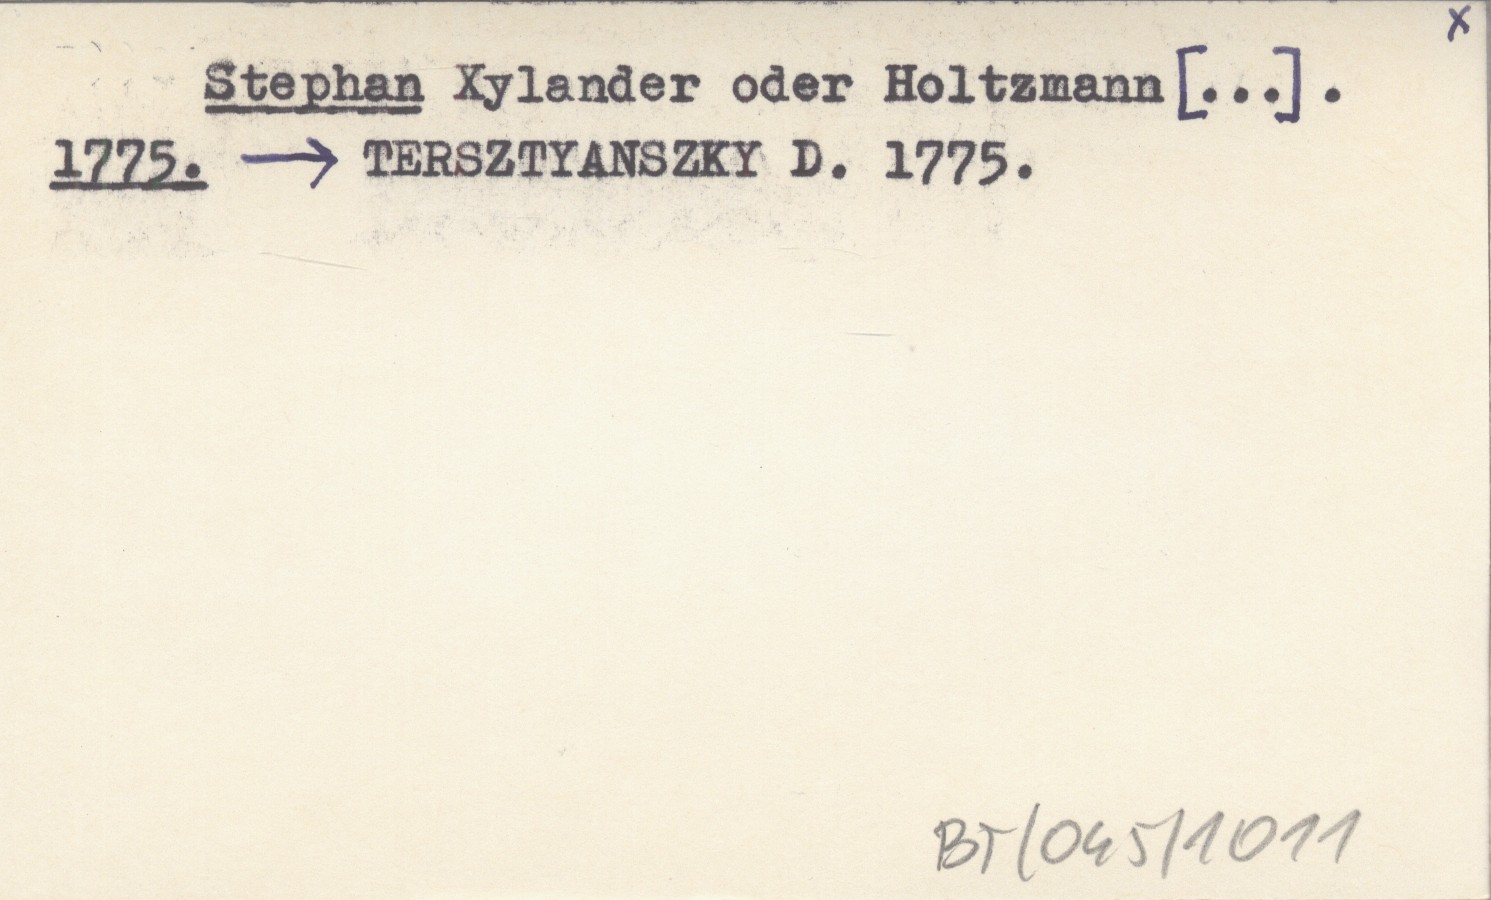 x
Stephan Xylander oder Holtzmann[...].
1775. → TERSZTYANSZKY D. 1775.
BT/045/1011